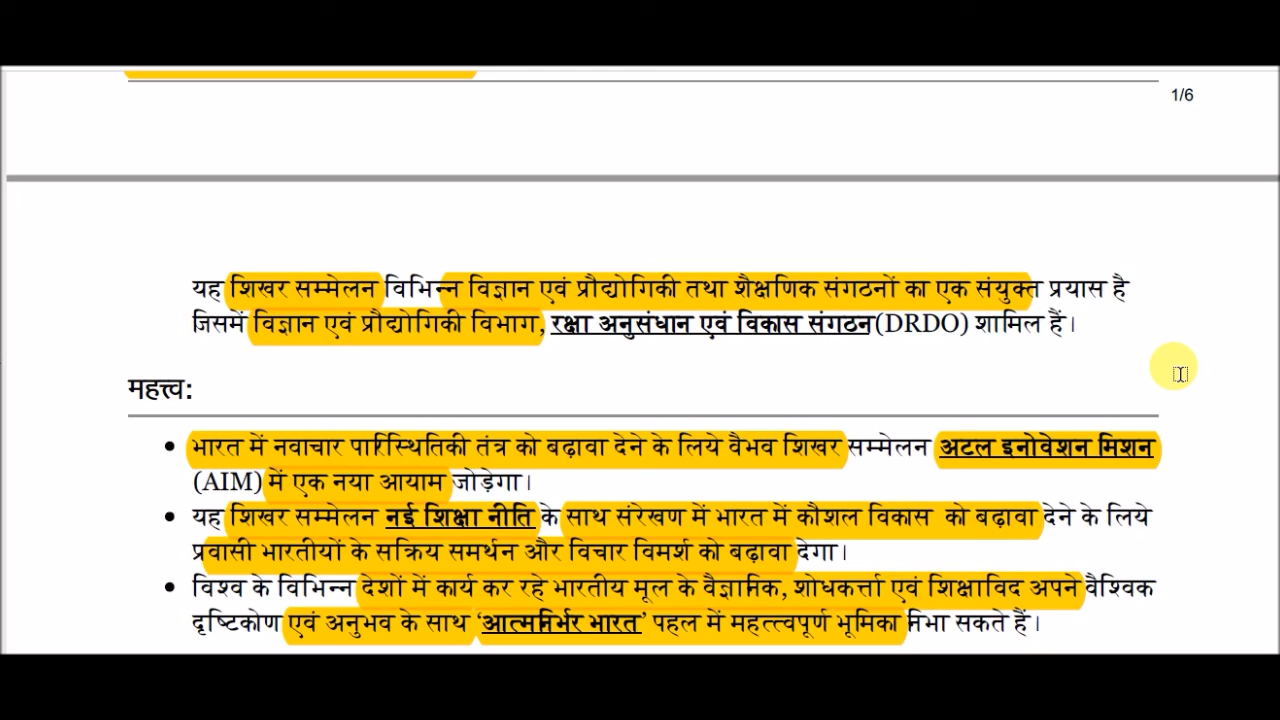 1/6
यह शिखर सम्मेलन विभिन्न विज्ञान एवं प्रौद्योगिकी तथा शैक्षणिक संगठनों का एक संयुक्त प्रयास है
जिसमें विज्ञान एवं प्रौद्योगिकी विभाग, रक्षा अनुसंधान एवं विकास संगठन(DRDO) शामिल हैं।
महत्त्व:
• भारत में नवाचार पारिस्थितिकी तंत्र को बढ़ावा देने के लिये वैभव शिखर सम्मेलन अटल इनोवेशन मिशन
(AIM) में एक नया आयाम जोड़ेगा।
• यह शिखर सम्मेलन नई शिक्षा नीति के साथ संरेखण में भारत में कौशल विकास को बढ़ावा देने के लिये
प्रवासी भारतीयों के सक्रिय समर्थन और विचार विमर्श को बढ़ावा देगा।
• विश्व के विभिन्न देशों में कार्य कर रहे भारतीय मूल के वैज्ञानिक, शोधकर्त्ता एवं शिक्षाविद अपने वैश्विक
दृष्टिकोण एवं अनुभव के साथ ‘आत्मनिर्भर भारत’ पहल में महत्त्वपूर्ण भूमिका निभा सकते हैं।